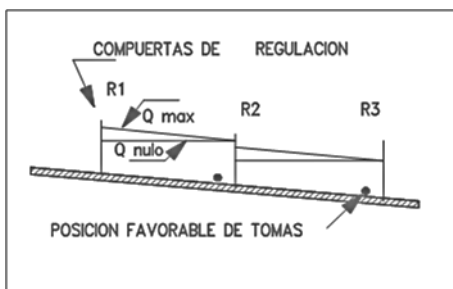 COMPUERTAS DE REGULACION
R1
Q max
R2
R3
Q nulo
POSICION FAVORABLE DE TOMAS